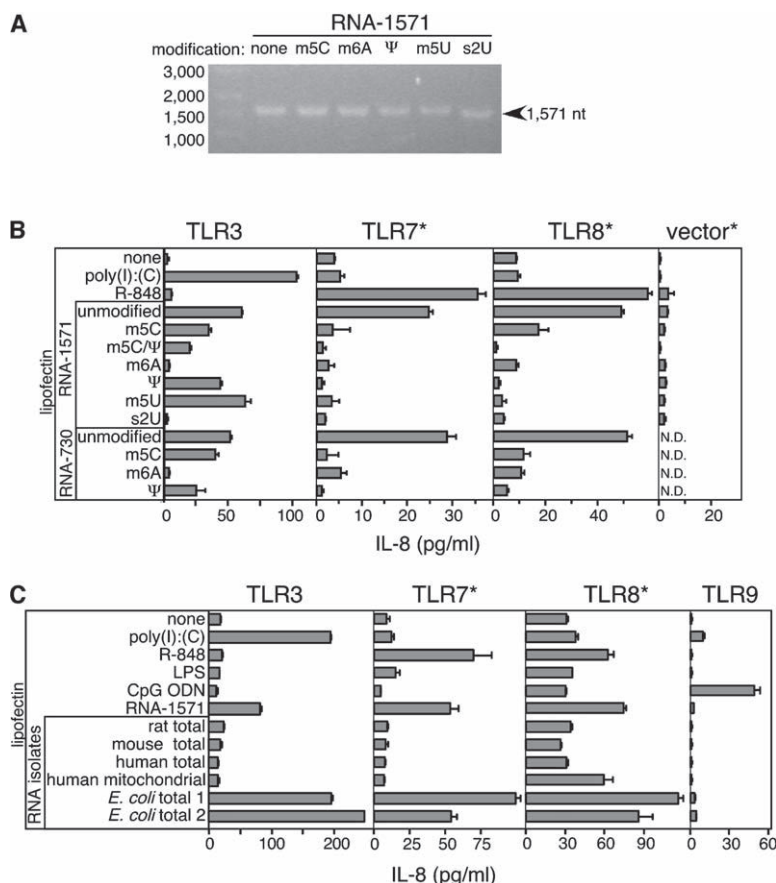 A
RNA-1571
modification: none m5C m6A Ψ m5U s2U
3,000
2,000
1,500
1,000
1,571 nt
B
TLR3 TLR7* TLR8* vector*
lipofectin
RNA-1571
RNA-730
none
poly(I):(C)
R-848
unmodified
m5C
m5C/Ψ
m6A
Ψ
m5U
s2U
unmodified N.D.
m5C N.D.
m6A N.D.
Ψ N.D.
0 50 100 0 10 20 30 0 20 40 0 20
IL-8 (pg/ml)
C
TLR3 TLR7* TLR8* TLR9
lipofectin
RNA isolates
none
poly(I):(C)
R-848
LPS
CpG ODN
RNA-1571
rat total
mouse total
human total
human mitochondrial
E. coli total 1
E. coli total 2
0 100 200 0 25 50 75 0 30 60 90 0 30 60
IL-8 (pg/ml)